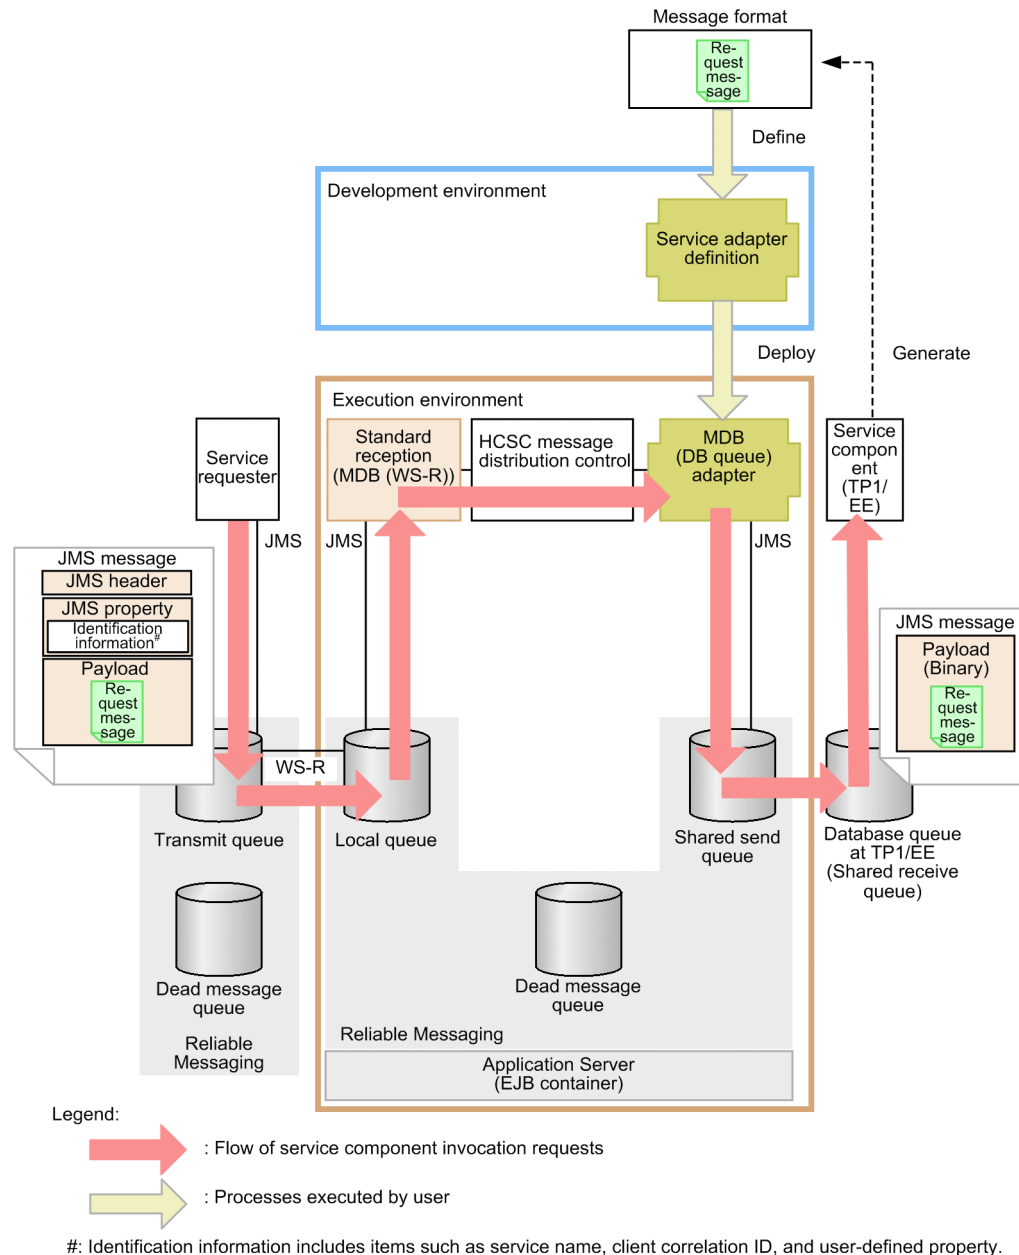 Message format
Re-
quest
mes-
sage
Define
Development environment
Service adapter
definition
Deploy
Generate
Execution environment
Service
requester
Standard
reception
(MDB (WS-R))
HCSC message
distribution control
MDB
(DB queue)
adapter
Service
compon
ent
(TP1/
EE)
JMS
JMS
JMS
JMS message
JMS header
JMS property
Identification
information#
Payload
Re-
quest
mes-
sage
JMS message
Payload
(Binary)
Re-
quest
mes-
sage
WS-R
Transmit queue
Local queue
Shared send
queue
Database queue
at TP1/EE
(Shared receive
queue)
Dead message
queue
Dead message
queue
Reliable
Messaging
Reliable Messaging
Application Server
(EJB container)
Legend:
: Flow of service component invocation requests
: Processes executed by user
#: Identification information includes items such as service name, client correlation ID, and user-defined property.